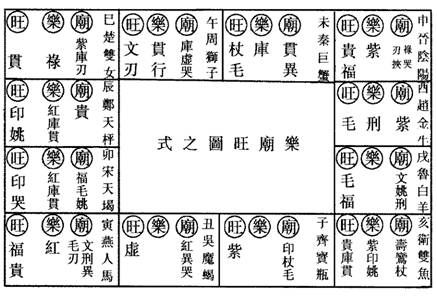 樂廟旺圖之式
申晉陰陽
廟 祿哭刃挾
樂 紫
旺 貴福
未秦巨蟹
廟 貫異
樂 庫
旺 杖毛
午周獅子
廟 庫虛哭
樂 貫行
旺 文刃
巳楚雙女
廟 紫庫刃
樂 祿
旺 貫
酉趙金牛
廟 紫
樂 刑
旺 毛
辰鄭天秤
廟 貴
樂 紅庫貫
旺 印姚
戌魯白羊
廟 文姚刑
樂
旺 毛福
卯宋天蝎
廟 福毛姚
樂 紅庫貫
旺 印哭
亥衛雙魚
廟 壽鸞杖
樂 紫印姚
旺 貴庫貫
子齊寶瓶
廟 印杖毛
樂
旺 紫
丑吳魔蝎
廟 紅異哭
樂
旺 虛
寅燕人馬
廟 文刑異毛刃
樂 紅
旺 福貴